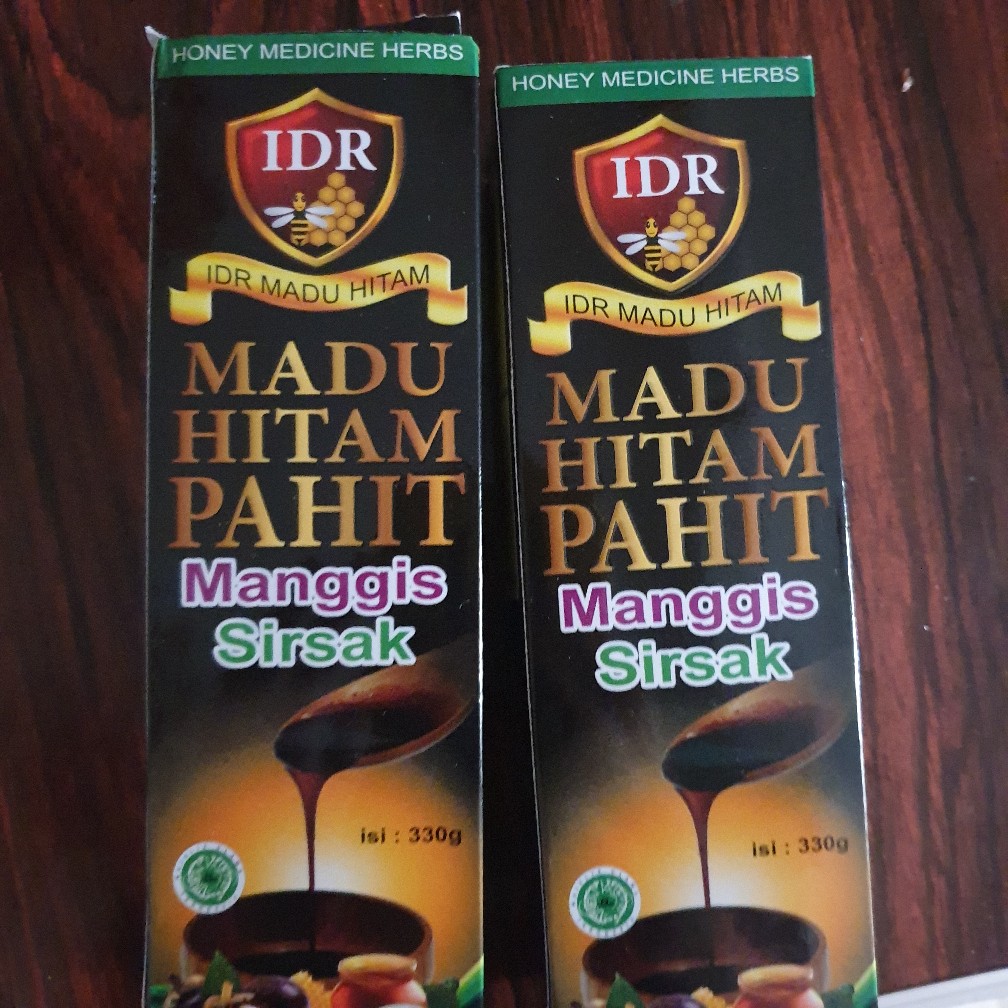 HONEY MEDICINE HERBS
IDR
IDR MADU HITAM
MADU
HITAM
PAHIT
Manggis
Sirsak
isi : 330g
HONEY MEDICINE HERBS
IDR
IDR MADU HITAM
MADU
HITAM
PAHIT
Manggis
Sirsak
isi : 330g